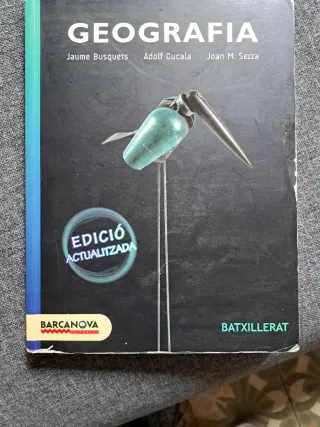 GEOGRAFIA
Jaume Busquets Adolf Cucala Joan M. Serra
EDICIÓ
ACTUALITZADA
BARCANOVA
BATXILLERAT